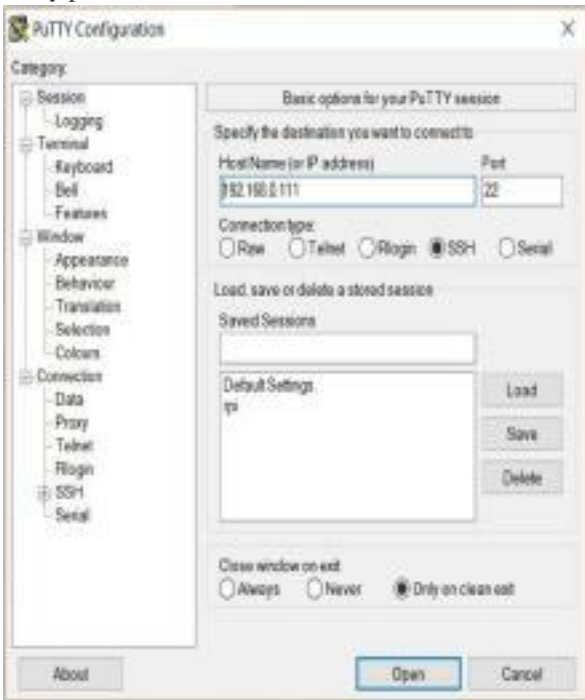 PuTTY Configuration
Category:
Session
Logging
Terminal
Keyboard
Bell
Features
Window
Appearance
Behaviour
Translation
Selection
Colours
Connection
Data
Proxy
Telnet
Rlogin
SSH
Serial
Basic options for your PuTTY session
Specify the destination you want to connect to
Host Name (or IP address)
Port
192.168.0.111
22
Connection type:
Raw Telnet Rlogin SSH Serial
Load, save or delete a stored session
Saved Sessions
Default Settings
rpi
Load
Save
Delete
Close window on exit
Always Never Only on clean exit
About
Open
Cancel